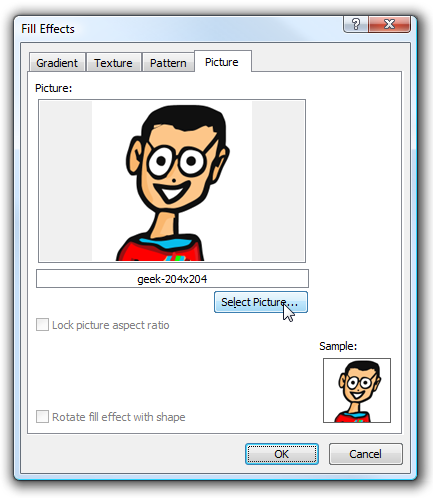 Fill Effects
Gradient Texture Pattern Picture
Picture:
geek-204x204
Select Picture...
Lock picture aspect ratio
Sample:
Rotate fill effect with shape
OK Cancel